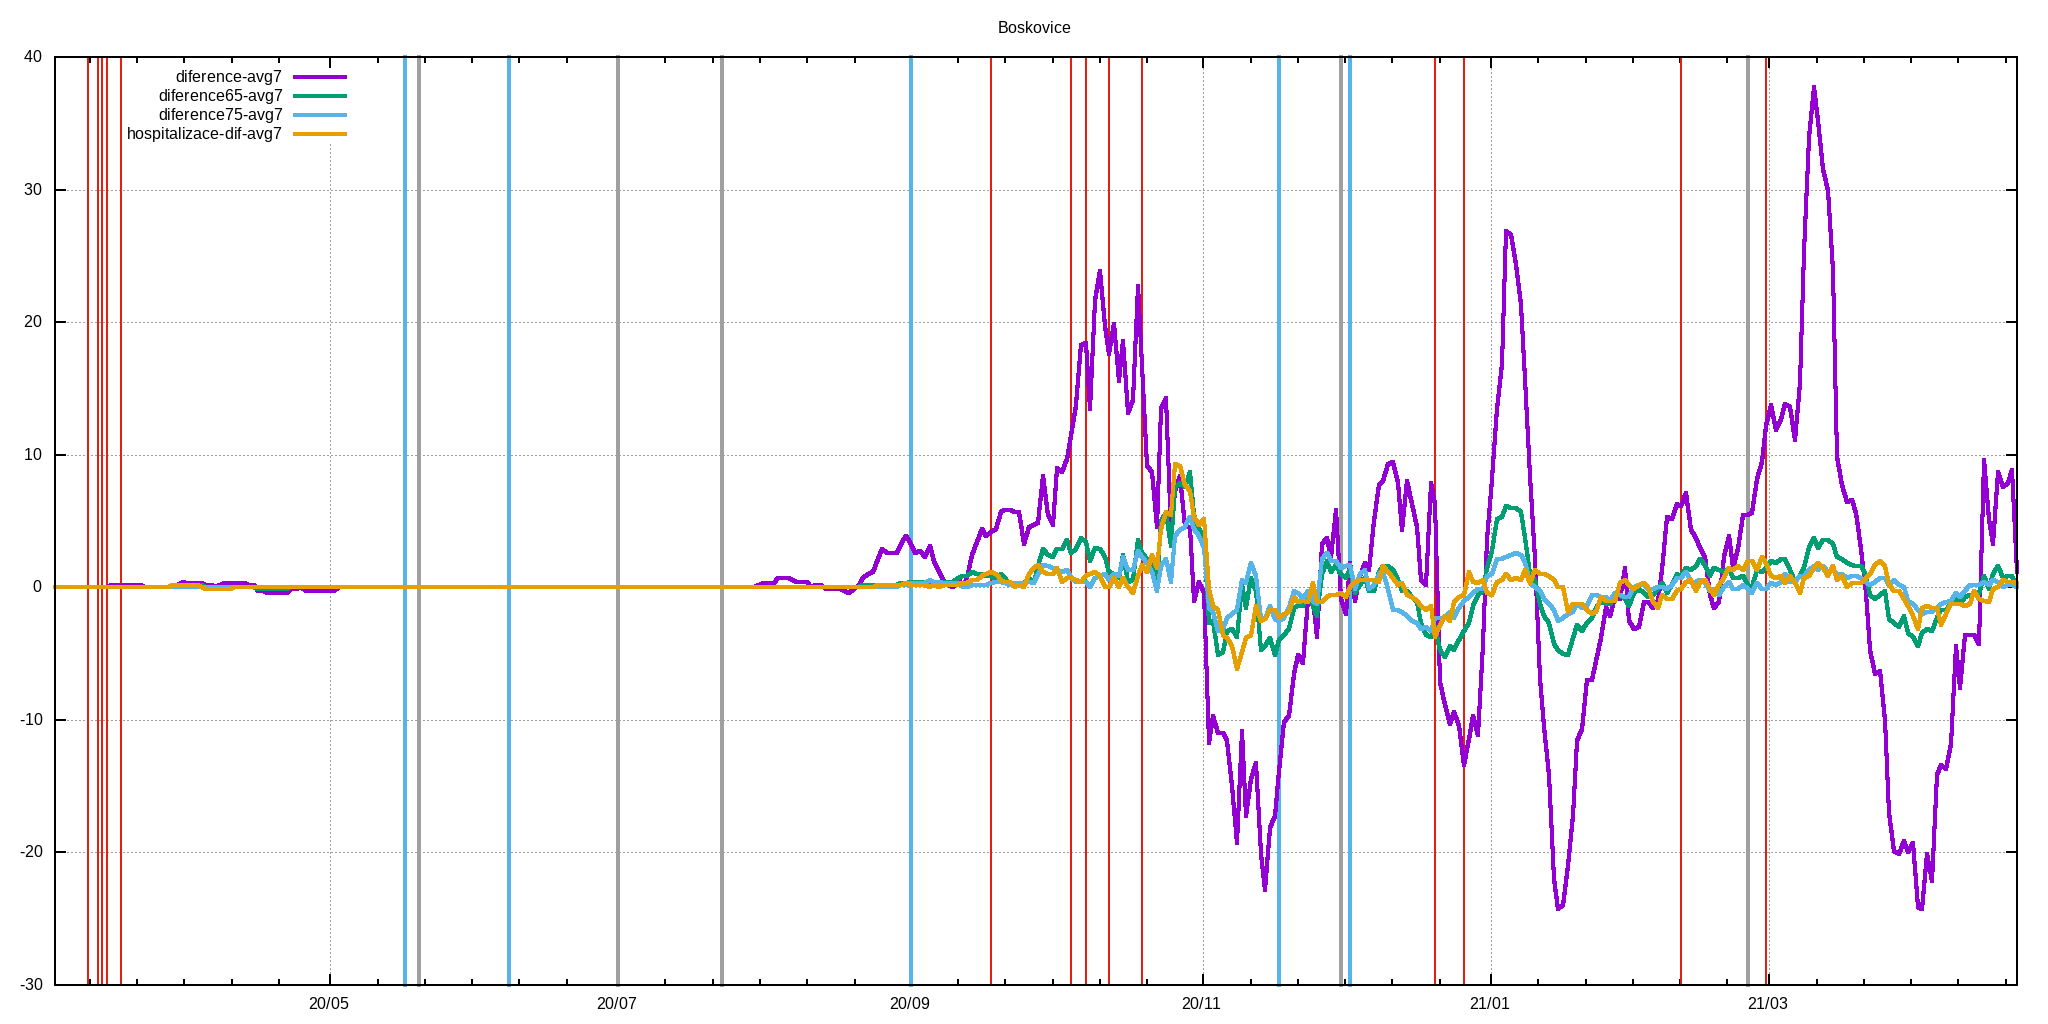 Boskovice
diference-avg7
diference65-avg7
diference75-avg7
hospitalizace-dif-avg7
40
30
20
10
0
-10
-20
-30
20/05 20/07 20/09 20/11 21/01 21/03